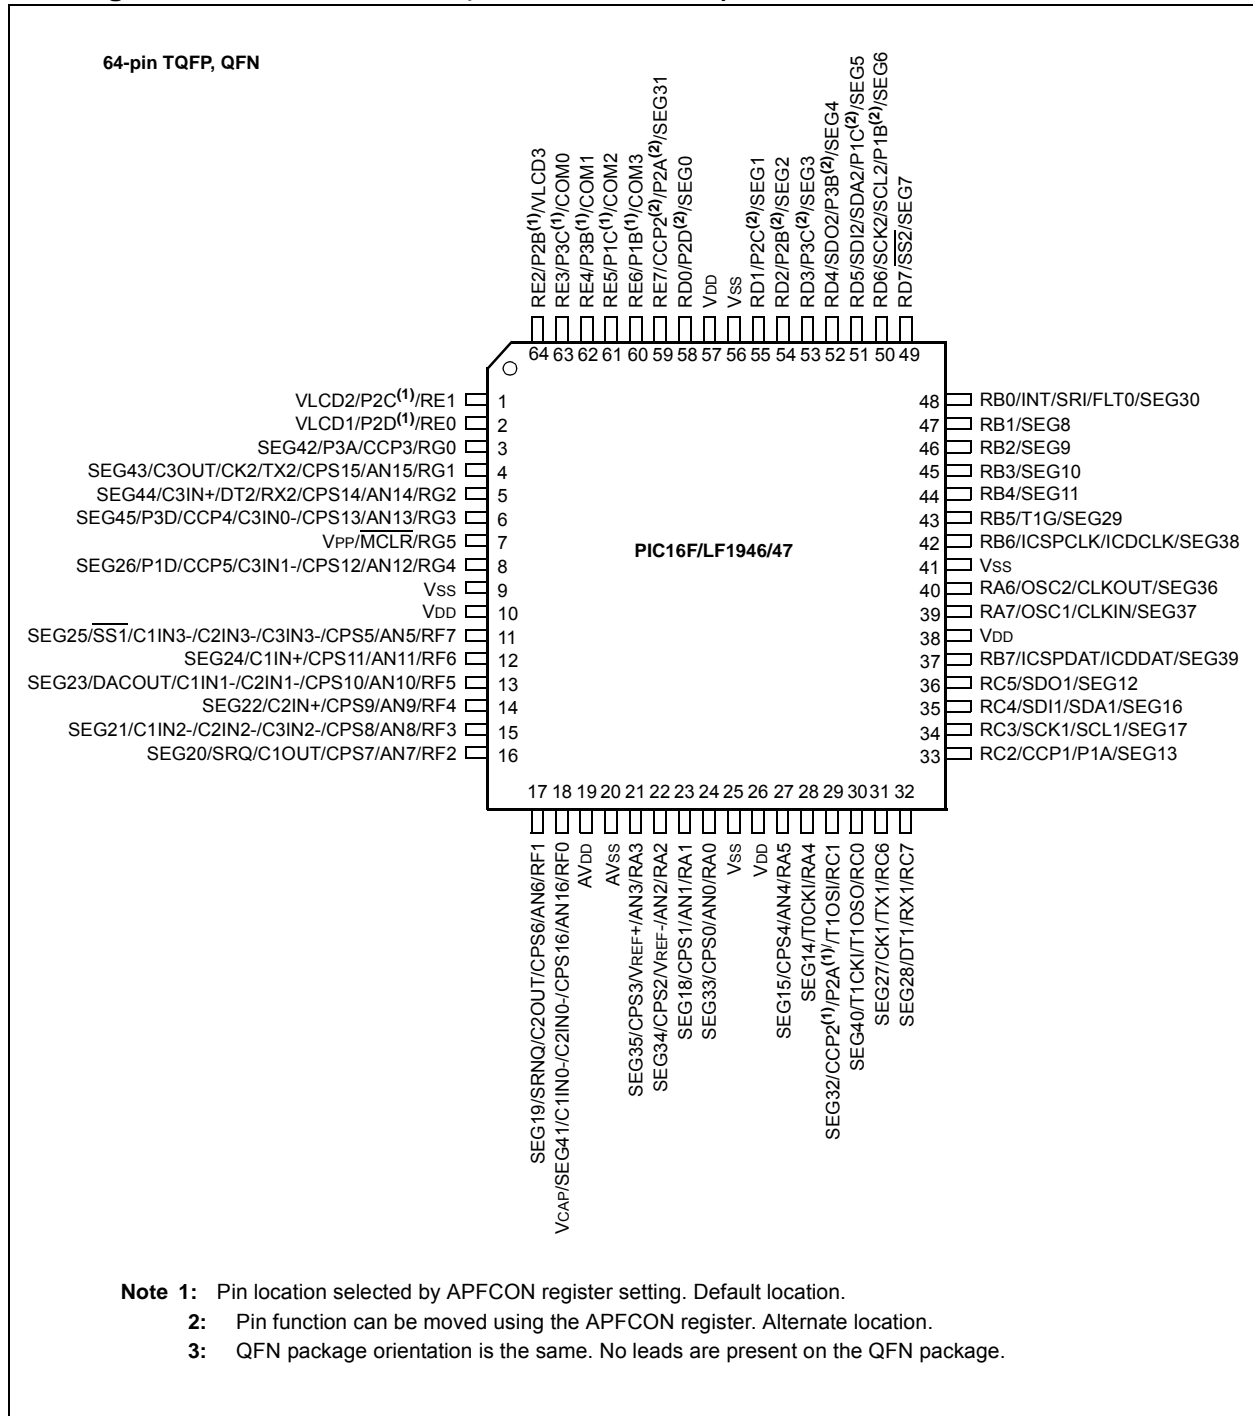 64-pin TQFP, QFN
RE2/P2B(1)/VLCD3
RE3/P3C(1)/COM0
RE4/P3B(1)/COM1
RE5/P1C(1)/COM2
RE6/P1B(1)/COM3
RE7/CCP2(2)/P2A(2)/SEG31
RD0/P2D(2)/SEG0
VDD
VSS
RD1/P2C(2)/SEG1
RD2/P2B(2)/SEG2
RD3/P3C(2)/SEG3
RD4/SDO2/P3B(2)/SEG4
RD5/SDI2/SDA2/P1C(2)/SEG5
RD6/SCK2/SCL2/P1B(2)/SEG6
RD7/SS2/SEG7
64 63 62 61 60 59 58 57 56 55 54 53 52 51 50 49
VLCD2/P2C(1)/RE1 1
VLCD1/P2D(1)/RE0 2
SEG42/P3A/CCP3/RG0 3
SEG43/C3OUT/CK2/TX2/CPS15/AN15/RG1 4
SEG44/C3IN+/DT2/RX2/CPS14/AN14/RG2 5
SEG45/P3D/CCP4/C3IN0-/CPS13/AN13/RG3 6
VPP/MCLR/RG5 7
SEG26/P1D/CCP5/C3IN1-/CPS12/AN12/RG4 8
VSS 9
VDD 10
SEG25/SS1/C1IN3-/C2IN3-/C3IN3-/CPS5/AN5/RF7 11
SEG24/C1IN+/CPS11/AN11/RF6 12
SEG23/DACOUT/C1IN1-/C2IN1-/CPS10/AN10/RF5 13
SEG22/C2IN+/CPS9/AN9/RF4 14
SEG21/C1IN2-/C2IN2-/C3IN2-/CPS8/AN8/RF3 15
SEG20/SRQ/C1OUT/CPS7/AN7/RF2 16
PIC16F/LF1946/47
48 RB0/INT/SRI/FLT0/SEG30
47 RB1/SEG8
46 RB2/SEG9
45 RB3/SEG10
44 RB4/SEG11
43 RB5/T1G/SEG29
42 RB6/ICSPCLK/ICDCLK/SEG38
41 VSS
40 RA6/OSC2/CLKOUT/SEG36
39 RA7/OSC1/CLKIN/SEG37
38 VDD
37 RB7/ICSPDAT/ICDDAT/SEG39
36 RC5/SDO1/SEG12
35 RC4/SDI1/SDA1/SEG16
34 RC3/SCK1/SCL1/SEG17
33 RC2/CCP1/P1A/SEG13
17 18 19 20 21 22 23 24 25 26 27 28 29 30 31 32
SEG19/SRNQ/C2OUT/CPS6/AN6/RF1
VCAP/SEG41/C1IN0-/C2IN0-/CPS16/AN16/RF0
AVDD
AVSS
SEG35/CPS3/VREF+/AN3/RA3
SEG34/CPS2/VREF-/AN2/RA2
SEG18/CPS1/AN1/RA1
SEG33/CPS0/AN0/RA0
VSS
VDD
SEG15/CPS4/AN4/RA5
SEG14/T0CKI/RA4
SEG32/CCP2(1)/P2A(1)/T1OSI/RC1
SEG40/T1CKI/T1OSO/RC0
SEG27/CK1/TX1/RC6
SEG28/DT1/RX1/RC7
Note 1: Pin location selected by APFCON register setting. Default location.
2: Pin function can be moved using the APFCON register. Alternate location.
3: QFN package orientation is the same. No leads are present on the QFN package.